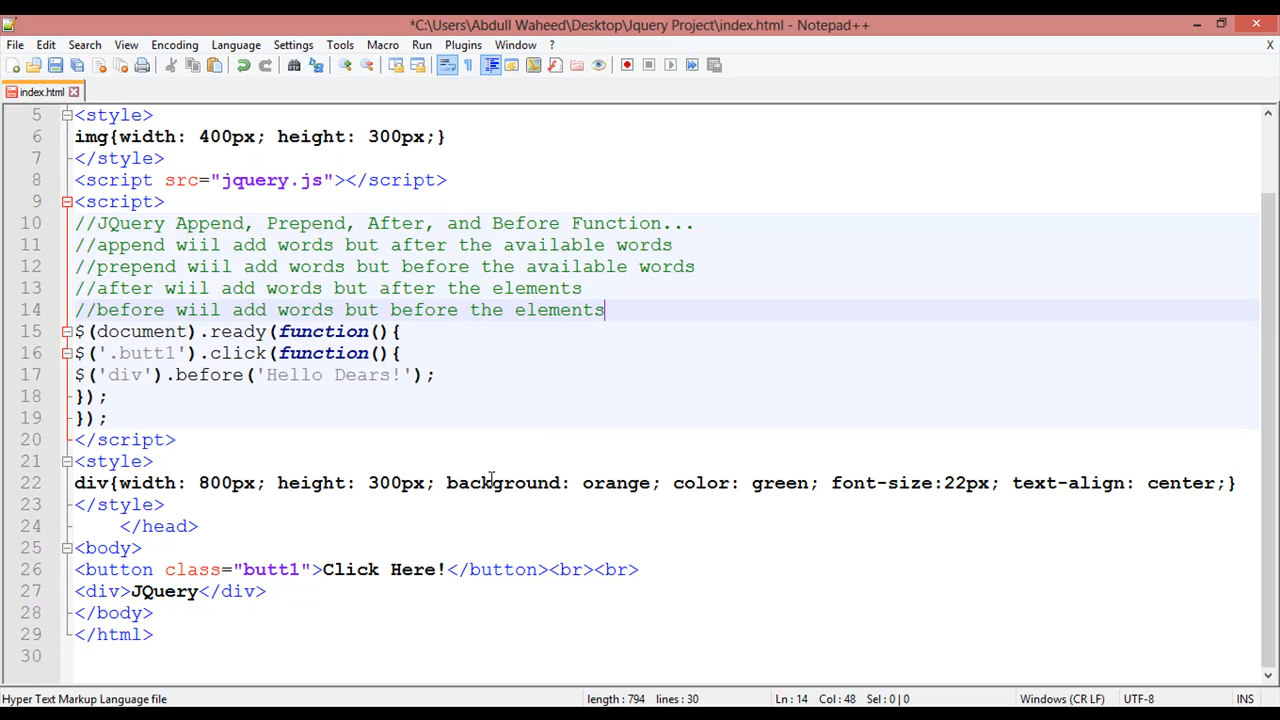 *C:\Users\Abdull Waheed\Desktop\Jquery Project\index.html - Notepad++
File Edit Search View Encoding Language Settings Tools Macro Run Plugins Window ? X
index.html
5 <style>
6 img{width: 400px; height: 300px;}
7 </style>
8 <script src="jquery.js"></script>
9 <script>
10 //JQuery Append, Prepend, After, and Before Function...
11 //append wiil add words but after the available words
12 //prepend wiil add words but before the available words
13 //after wiil add words but after the elements
14 //before wiil add words but before the elements
15 $(document).ready(function(){
16 $('.butt1').click(function(){
17 $('div').before('Hello Dears!');
18 });
19 });
20 </script>
21 <style>
22 div{width: 800px; height: 300px; background: orange; color: green; font-size:22px; text-align: center;}
23 </style>
24 </head>
25 <body>
26 <button class="butt1">Click Here!</button><br><br>
27 <div>JQuery</div>
28 </body>
29 </html>
30
Hyper Text Markup Language file length : 794 lines : 30 Ln : 14 Col : 48 Sel : 0 | 0 Windows (CR LF) UTF-8 INS